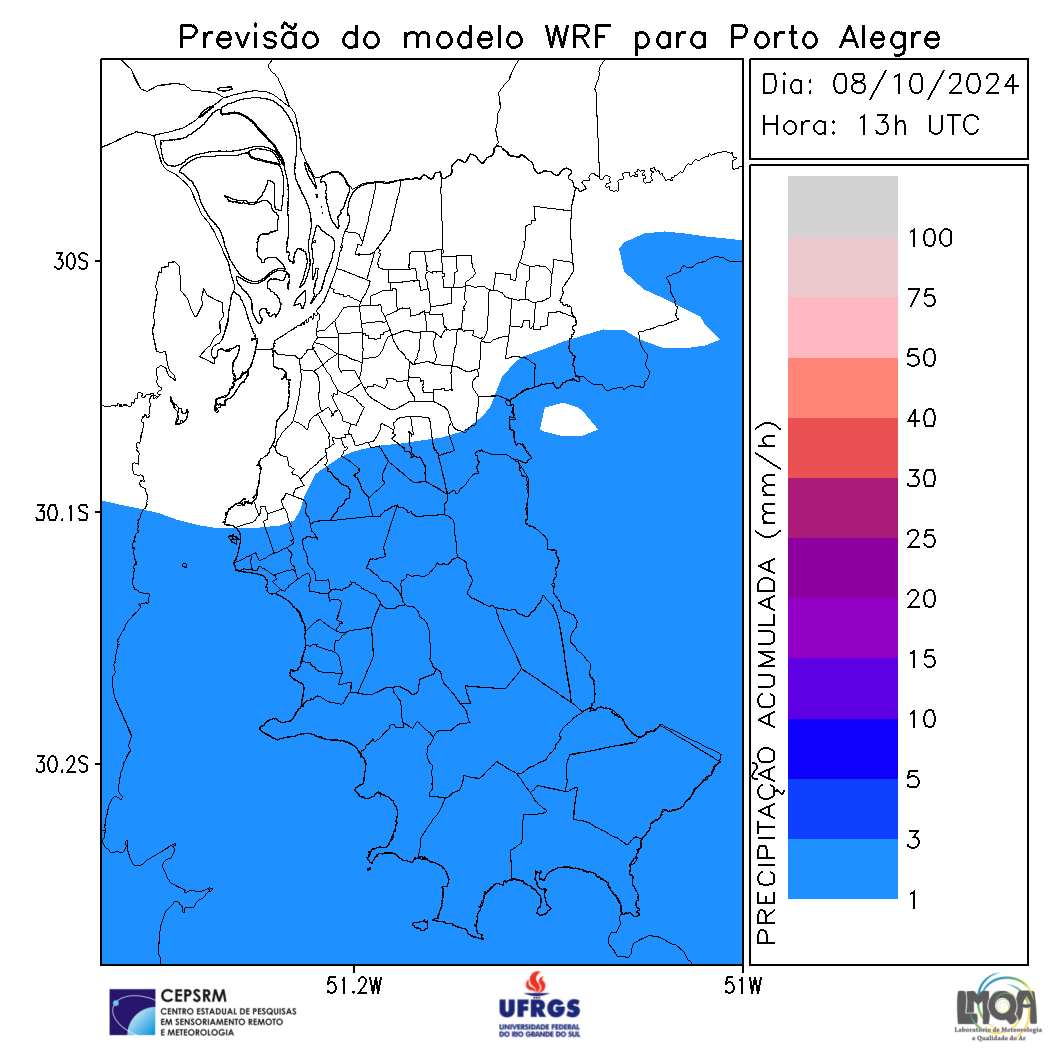 Previsão do modelo WRF para Porto Alegre
Dia: 08/10/2024
Hora: 13h UTC
30S
30.1S
30.2S
51.2W
51W
PRECIPITAÇÃO ACUMULADA (mm/h)
100
75
50
40
30
25
20
15
10
5
3
1
CEPSRM
CENTRO ESTADUAL DE PESQUISAS
EM SENSORIAMENTO REMOTO
E METEOROLOGIA
UFRGS
UNIVERSIDADE FEDERAL
DO RIO GRANDE DO SUL
LMQA
Laboratório de Meteorologia
e Qualidade do Ar